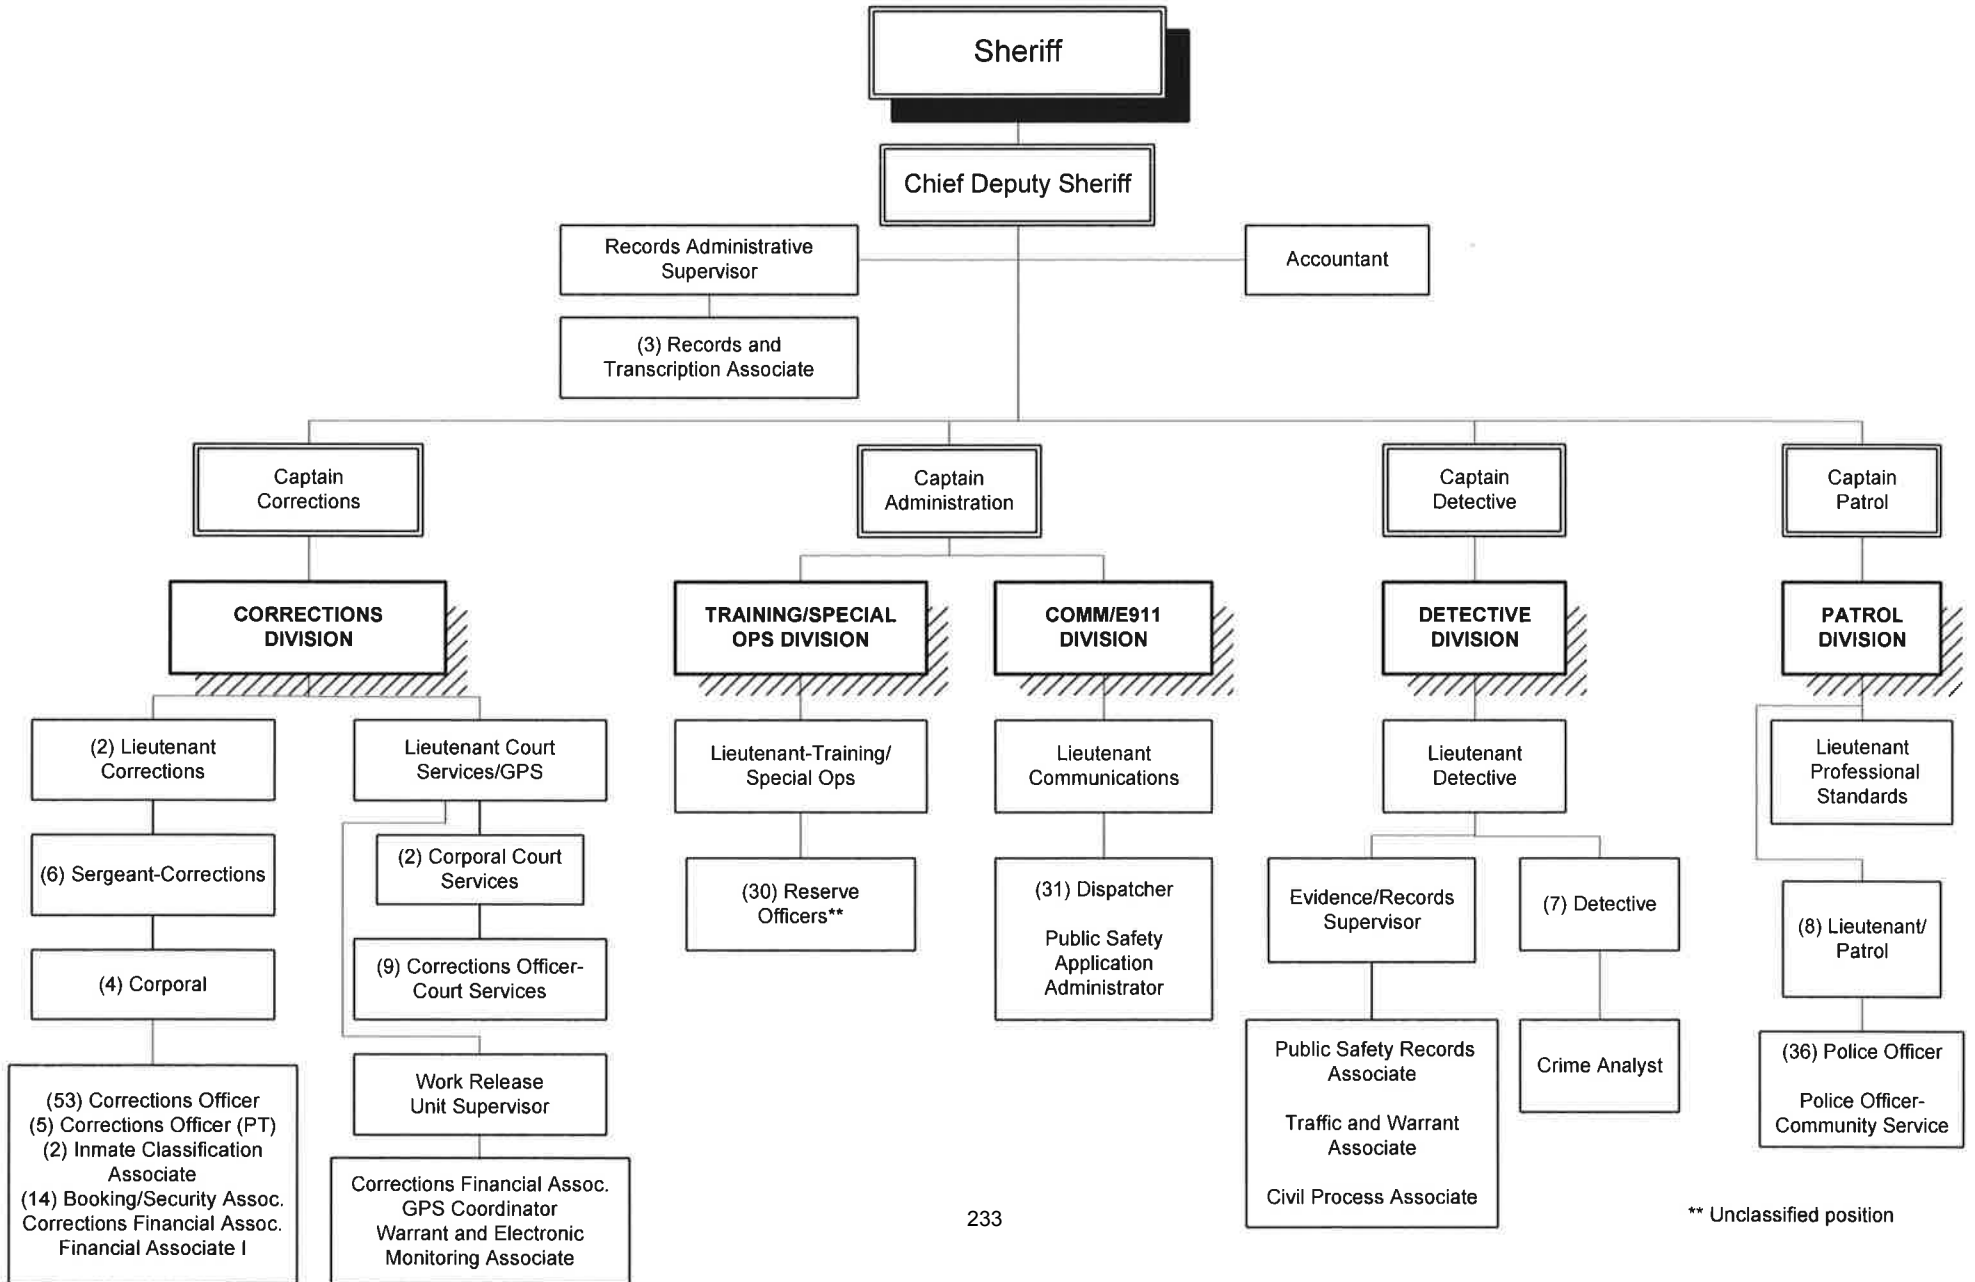 Sheriff
Chief Deputy Sheriff
Records Administrative
Supervisor
Accountant
(3) Records and
Transcription Associate
Captain
Corrections
Captain
Administration
Captain
Detective
Captain
Patrol
CORRECTIONS
DIVISION
TRAINING/SPECIAL
OPS DIVISION
COMM/E911
DIVISION
DETECTIVE
DIVISION
PATROL
DIVISION
(2) Lieutenant
Corrections
Lieutenant Court
Services/GPS
Lieutenant-Training/
Special Ops
Lieutenant
Communications
Lieutenant
Detective
Lieutenant
Professional
Standards
(6) Sergeant-Corrections
(2) Corporal Court
Services
(30) Reserve
Officers**
(31) Dispatcher
Public Safety
Application
Administrator
Evidence/Records
Supervisor
(7) Detective
(8) Lieutenant/
Patrol
(4) Corporal
(9) Corrections Officer-
Court Services
Public Safety Records
Associate
Traffic and Warrant
Associate
Civil Process Associate
Crime Analyst
(36) Police Officer
Police Officer-
Community Service
(53) Corrections Officer
(5) Corrections Officer (PT)
(2) Inmate Classification
Associate
(14) Booking/Security Assoc.
Corrections Financial Assoc.
Financial Associate I
Work Release
Unit Supervisor
Corrections Financial Assoc.
GPS Coordinator
Warrant and Electronic
Monitoring Associate
233
** Unclassified position